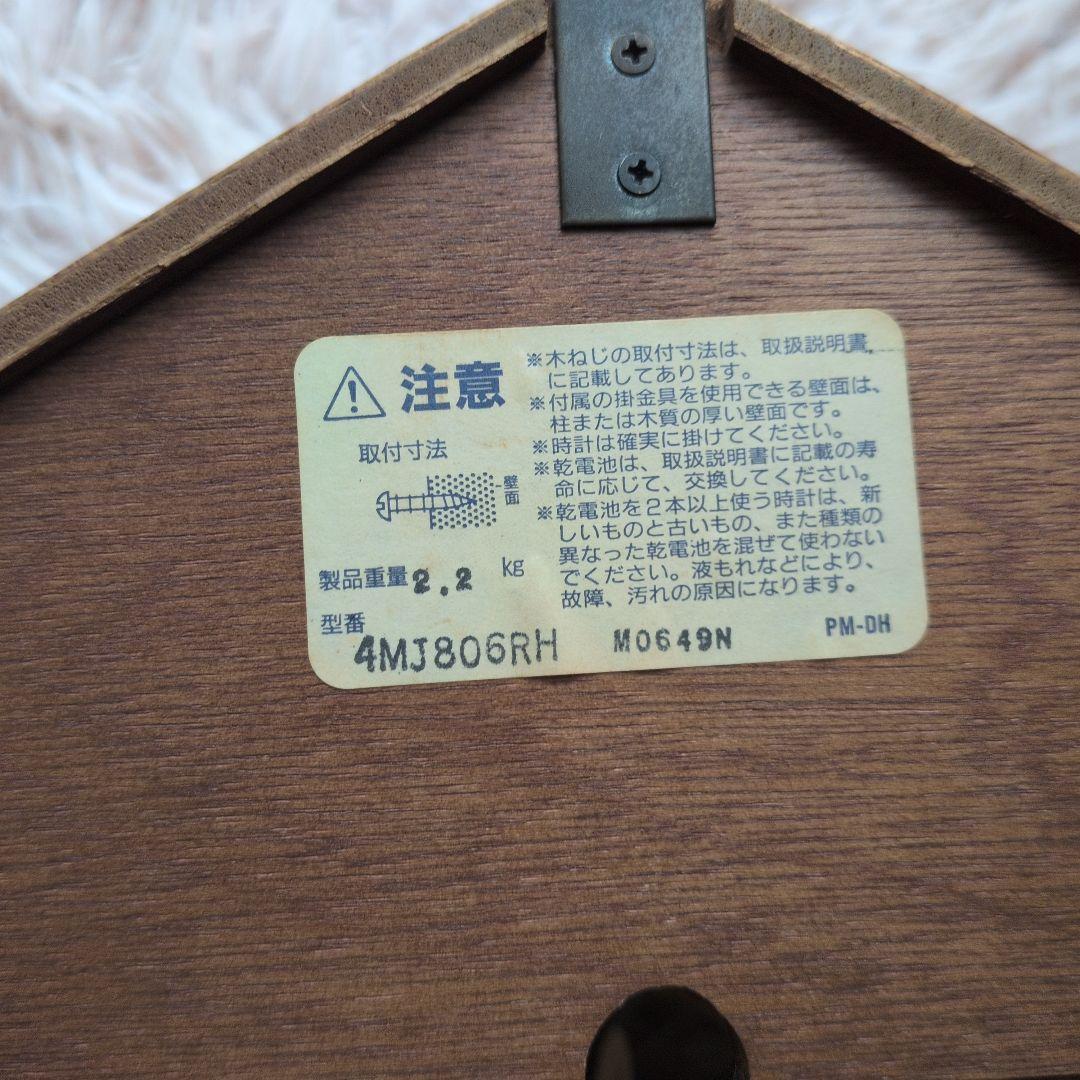 注意
取付寸法
壁面
製品重量2.2 kg
型番
4MJ806RH
※木ねじの取付寸法は、取扱説明書
に記載してあります。
※付属の掛金具を使用できる壁面は、
柱または木質の厚い壁面です。
※時計は確実に掛けてください。
※乾電池は、取扱説明書に記載の寿
命に応じて、交換してください。
※乾電池を2本以上使う時計は、新
しいものと古いもの、また種類の
異なった乾電池を混ぜて使わない
でください。液もれなどにより、
故障、汚れの原因になります。
M0649N
PM-DH